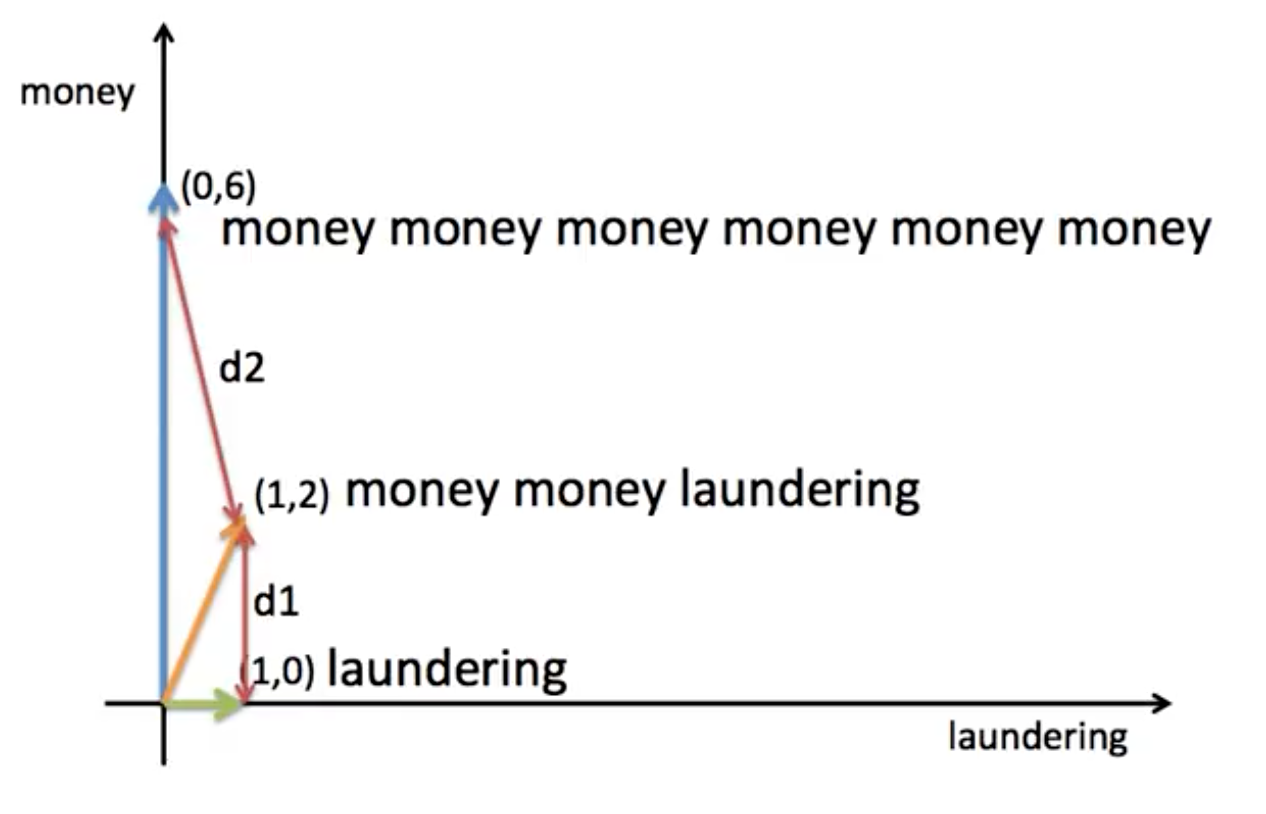 money
(0,6)
money money money money money money
d2
(1,2) money money laundering
d1
(1,0) laundering
laundering